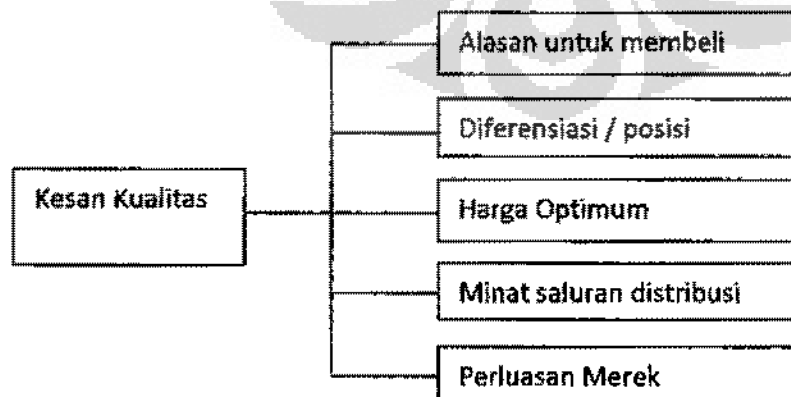 Alasan untuk membeli
Diferensiasi / posisi
Kesan Kualitas
Harga Optimum
Minat saluran distribusi
Perluasan Merek